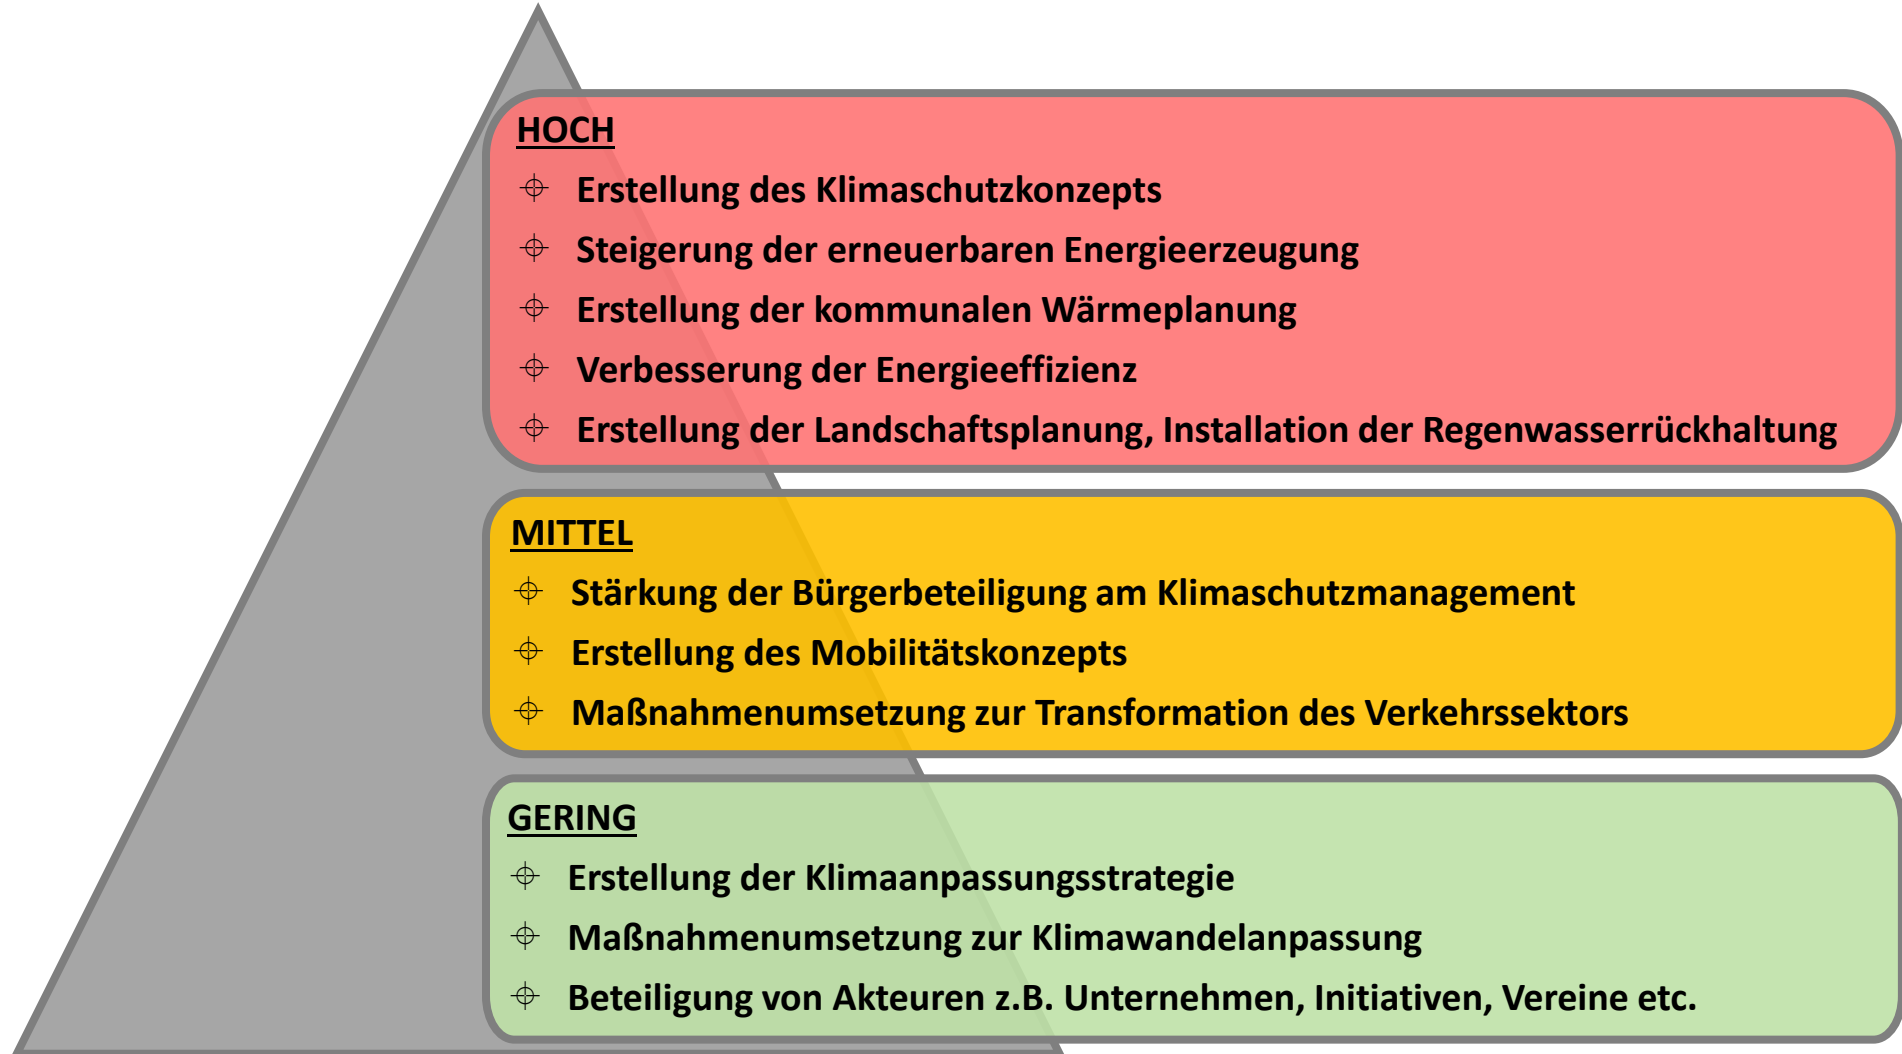 HOCH
⌖ Erstellung des Klimaschutzkonzepts
⌖ Steigerung der erneuerbaren Energieerzeugung
⌖ Erstellung der kommunalen Wärmeplanung
⌖ Verbesserung der Energieeffizienz
⌖ Erstellung der Landschaftsplanung, Installation der Regenwasserrückhaltung
MITTEL
⌖ Stärkung der Bürgerbeteiligung am Klimaschutzmanagement
⌖ Erstellung des Mobilitätskonzepts
⌖ Maßnahmenumsetzung zur Transformation des Verkehrssektors
GERING
⌖ Erstellung der Klimaanpassungsstrategie
⌖ Maßnahmenumsetzung zur Klimawandelanpassung
⌖ Beteiligung von Akteuren z.B. Unternehmen, Initiativen, Vereine etc.